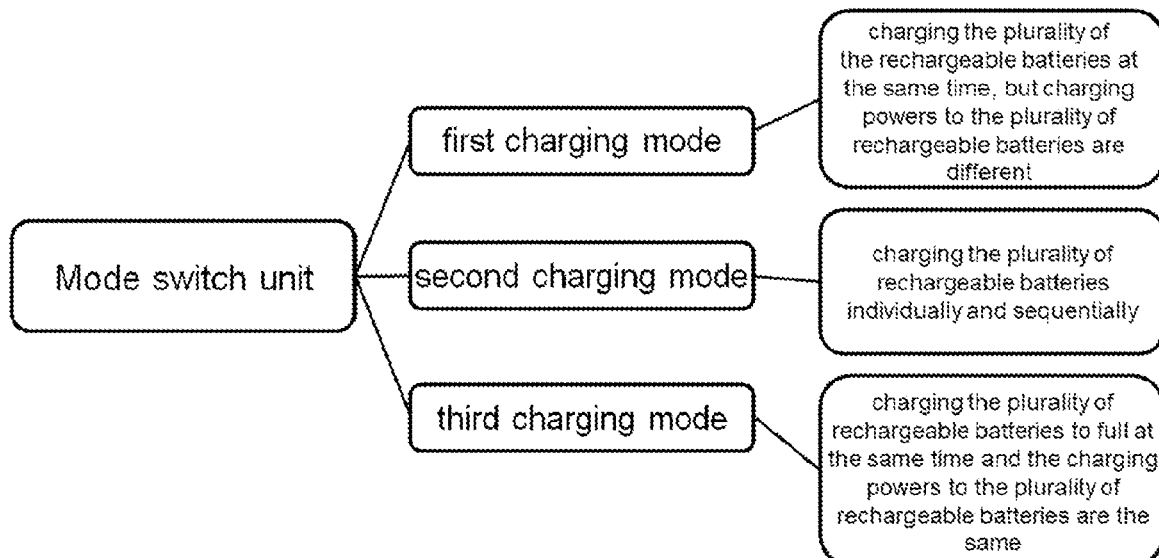 Mode switch unit
first charging mode
charging the plurality of
the rechargeable batteries at
the same time, but charging
powers to the plurality of
rechargeable batteries are
different
second charging mode
charging the plurality of
rechargeable batteries
individually and sequentially
third charging mode
charging the plurality of
rechargeable batteries to full at
the same time and the charging
powers to the plurality of
rechargeable batteries are the
same